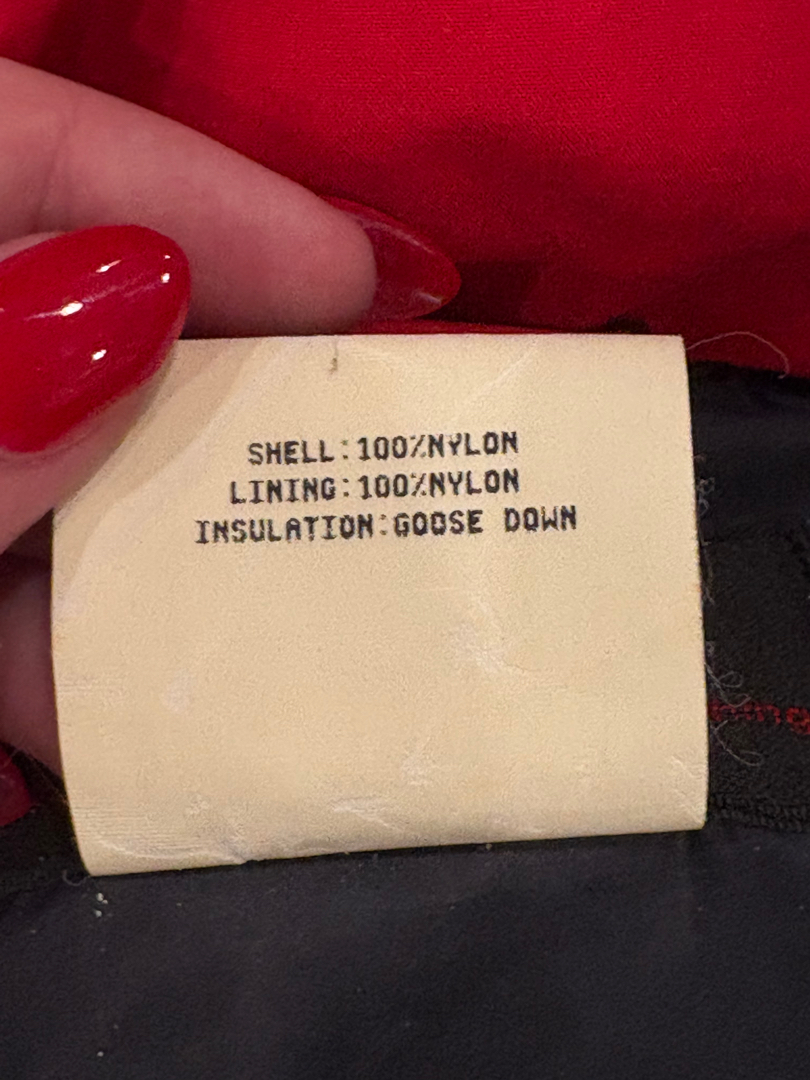 SHELL:100%NYLON
LINING:100%NYLON
INSULATION:GOOSE DOWN